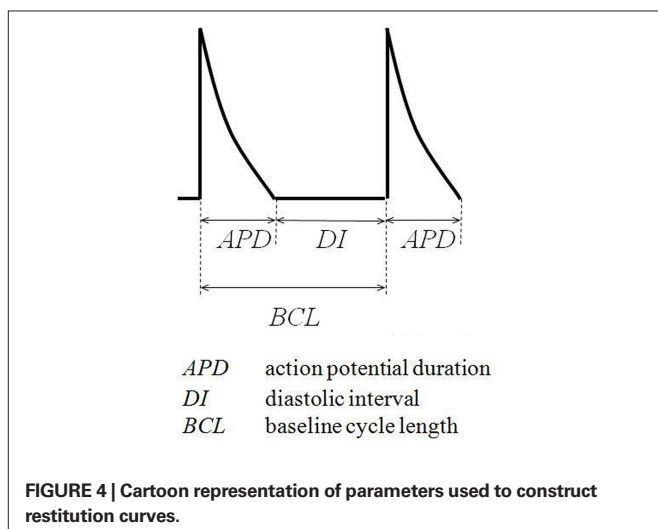 APD DI APD
BCL
APD action potential duration
DI diastolic interval
BCL baseline cycle length
FIGURE 4 | Cartoon representation of parameters used to construct
restitution curves.